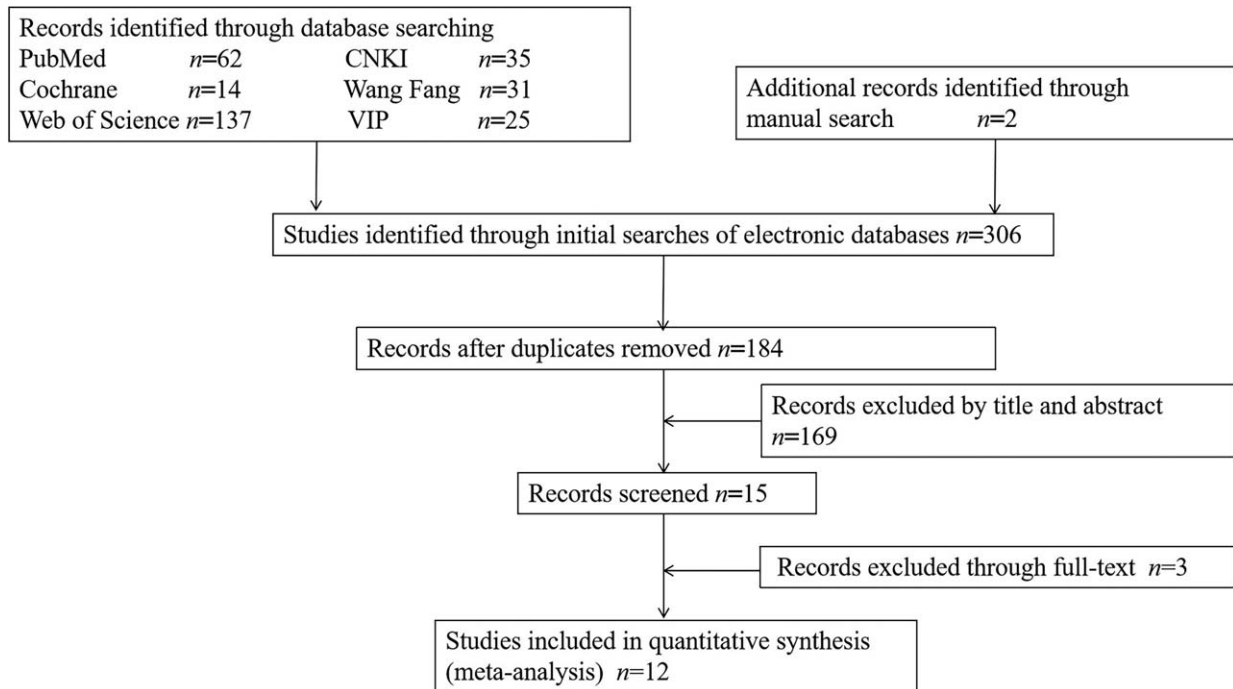 Records identified through database searching
PubMed n=62 CNKI n=35
Cochrane n=14 Wang Fang n=31
Web of Science n=137 VIP n=25
Additional records identified through
manual search n=2
Studies identified through initial searches of electronic databases n=306
Records after duplicates removed n=184
Records excluded by title and abstract
n=169
Records screened n=15
Records excluded through full-text n=3
Studies included in quantitative synthesis
(meta-analysis) n=12